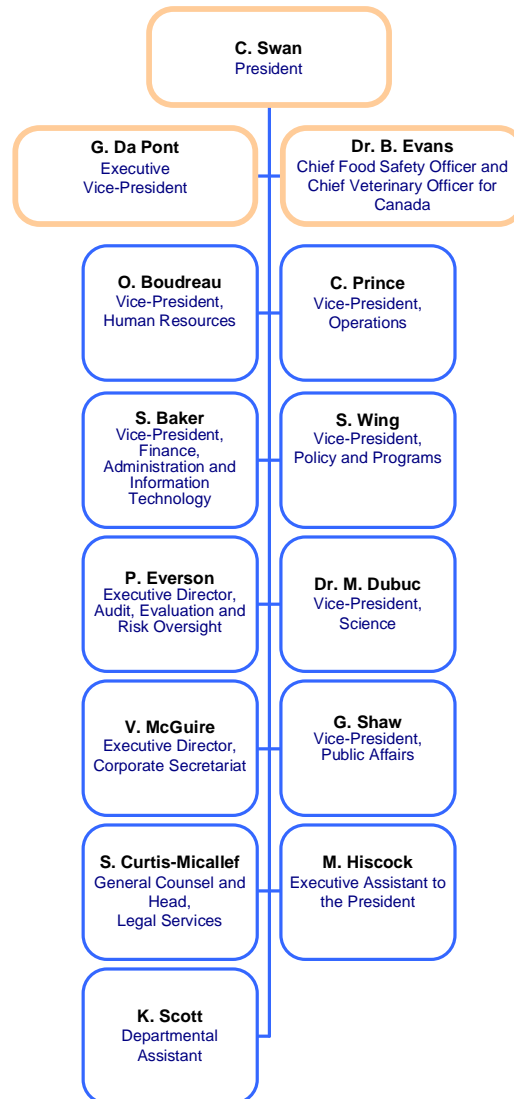 C. Swan
President
G. Da Pont
Executive
Vice-President
Dr. B. Evans
Chief Food Safety Officer and
Chief Veterinary Officer for
Canada
O. Boudreau
Vice-President,
Human Resources
C. Prince
Vice-President,
Operations
S. Baker
Vice-President,
Finance,
Administration and
Information
Technology
S. Wing
Vice-President,
Policy and Programs
P. Everson
Executive Director,
Audit, Evaluation and
Risk Oversight
Dr. M. Dubuc
Vice-President,
Science
V. McGuire
Executive Director,
Corporate Secretariat
G. Shaw
Vice-President,
Public Affairs
S. Curtis-Micallef
General Counsel and
Head,
Legal Services
M. Hiscock
Executive Assistant to
the President
K. Scott
Departmental
Assistant